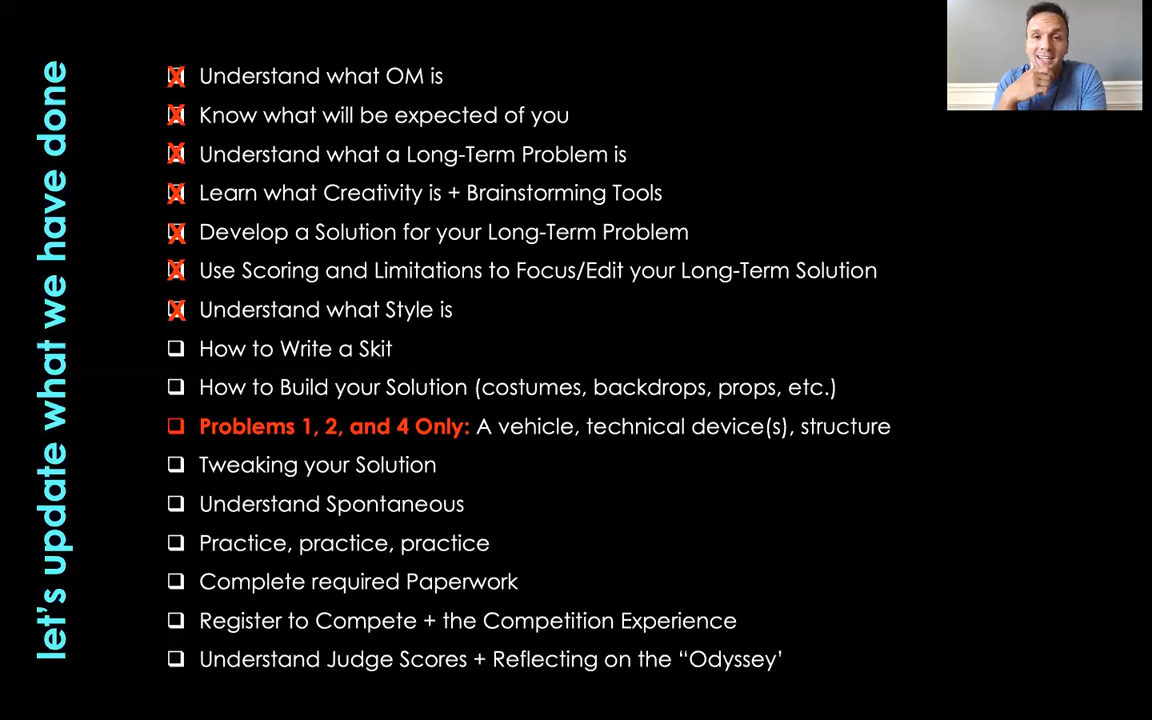 let's update what we have done
Understand what OM is
Know what will be expected of you
Understand what a Long-Term Problem is
Learn what Creativity is + Brainstorming Tools
Develop a Solution for your Long-Term Problem
Use Scoring and Limitations to Focus/Edit your Long-Term Solution
Understand what Style is
How to Write a Skit
How to Build your Solution (costumes, backdrops, props, etc.)
Problems 1, 2, and 4 Only: A vehicle, technical device(s), structure
Tweaking your Solution
Understand Spontaneous
Practice, practice, practice
Complete required Paperwork
Register to Compete + the Competition Experience
Understand Judge Scores + Reflecting on the “Odyssey’